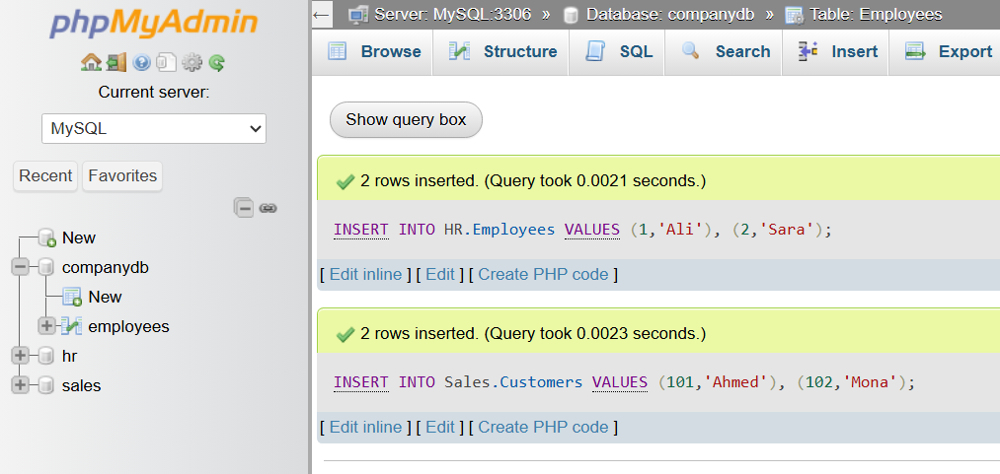 phpMyAdmin
Current server:
MySQL
Recent Favorites
New
companydb
New
employees
hr
sales
Server: MySQL:3306 » Database: companydb » Table: Employees
Browse Structure SQL Search Insert Export
Show query box
2 rows inserted. (Query took 0.0021 seconds.)
INSERT INTO HR.Employees VALUES (1,'Ali'), (2,'Sara');
[ Edit inline ] [ Edit ] [ Create PHP code ]
2 rows inserted. (Query took 0.0023 seconds.)
INSERT INTO Sales.Customers VALUES (101,'Ahmed'), (102,'Mona');
[ Edit inline ] [ Edit ] [ Create PHP code ]